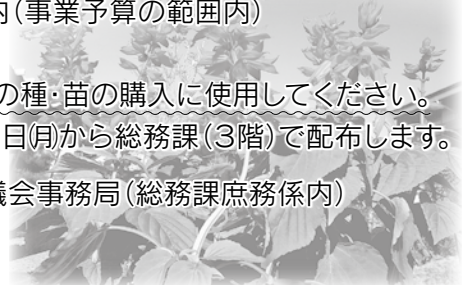 内（事業予算の範囲内）
の種・苗の購入に使用してください。
日㈪から総務課（3階）で配布します。
議会事務局（総務課庶務係内）